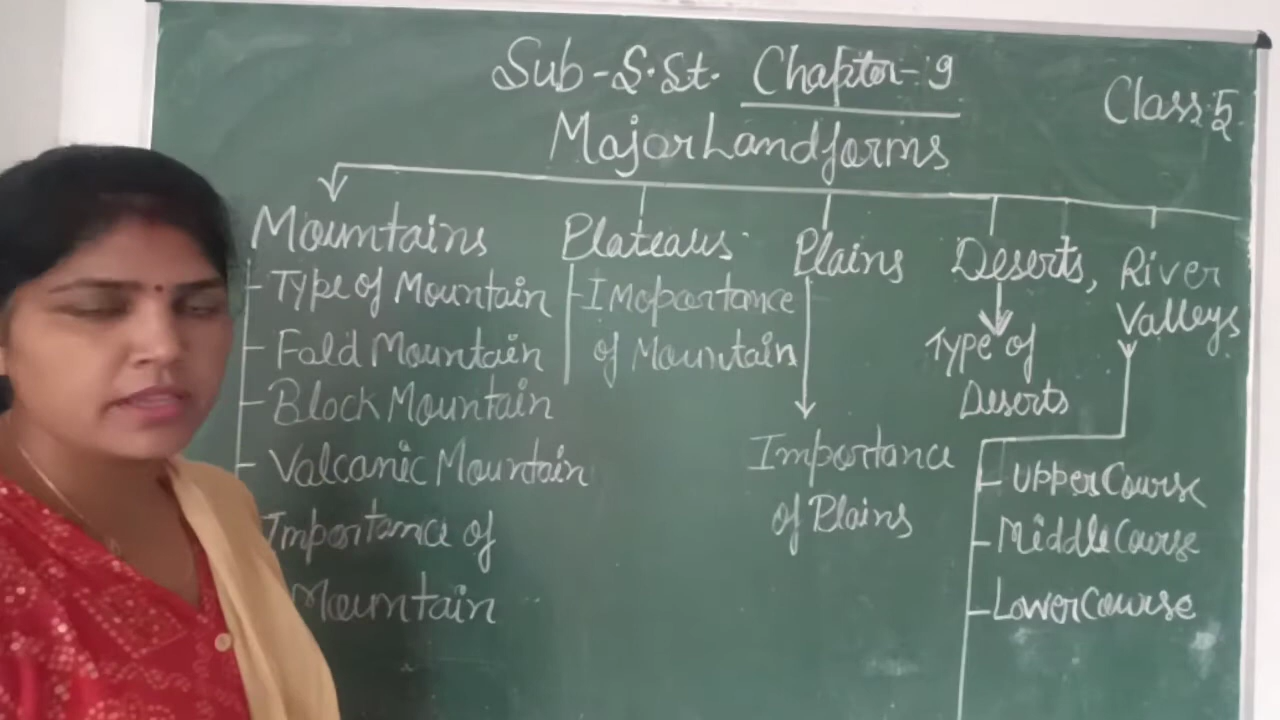 Sub-S.St. Chapter-9
Class:5
Major Landforms
Mountains
Type of Mountain
Fald Mountain
Block Mountain
Valcanic Mountain
Importance of
Mountain
Plateaus
Imoportance
of Mountain
Plains
Importance
of Plains
Deserts,
Type of
Deserts
River
Valleys
Upper Course
Middle Course
Lower Course